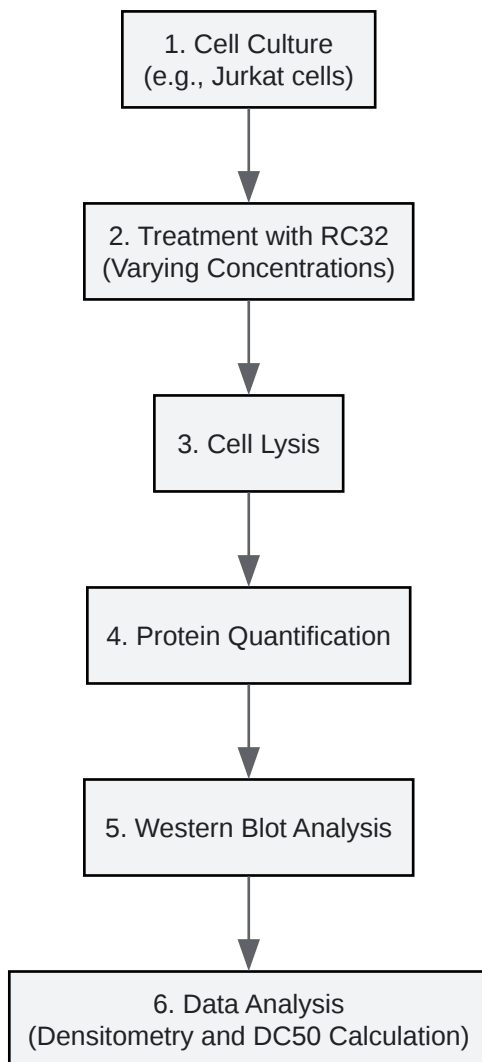 1. Cell Culture
(e.g., Jurkat cells)
2. Treatment with RC32
(Varying Concentrations)
3. Cell Lysis
4. Protein Quantification
5. Western Blot Analysis
6. Data Analysis
(Densitometry and DC50 Calculation)